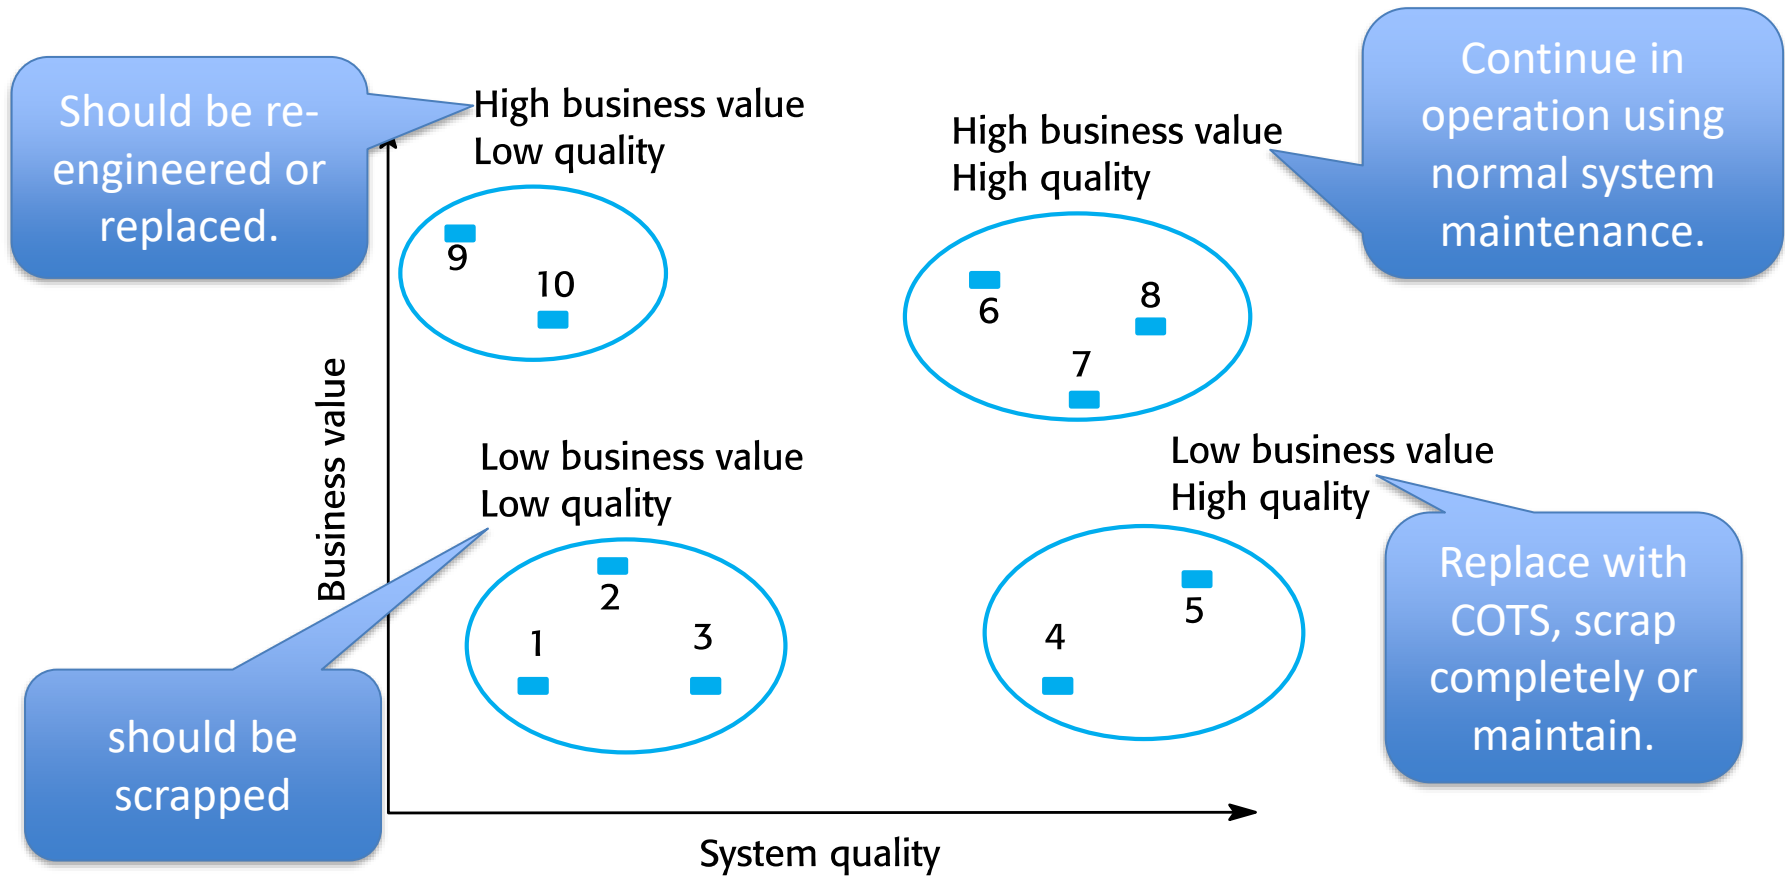 Should be re-
engineered or
replaced.
High business value
Low quality
High business value
High quality
Continue in
operation using
normal system
maintenance.
9
10
6
8
7
Business value
Low business value
Low quality
Low business value
High quality
2
1
3
5
4
Replace with
COTS, scrap
completely or
maintain.
should be
scrapped
System quality